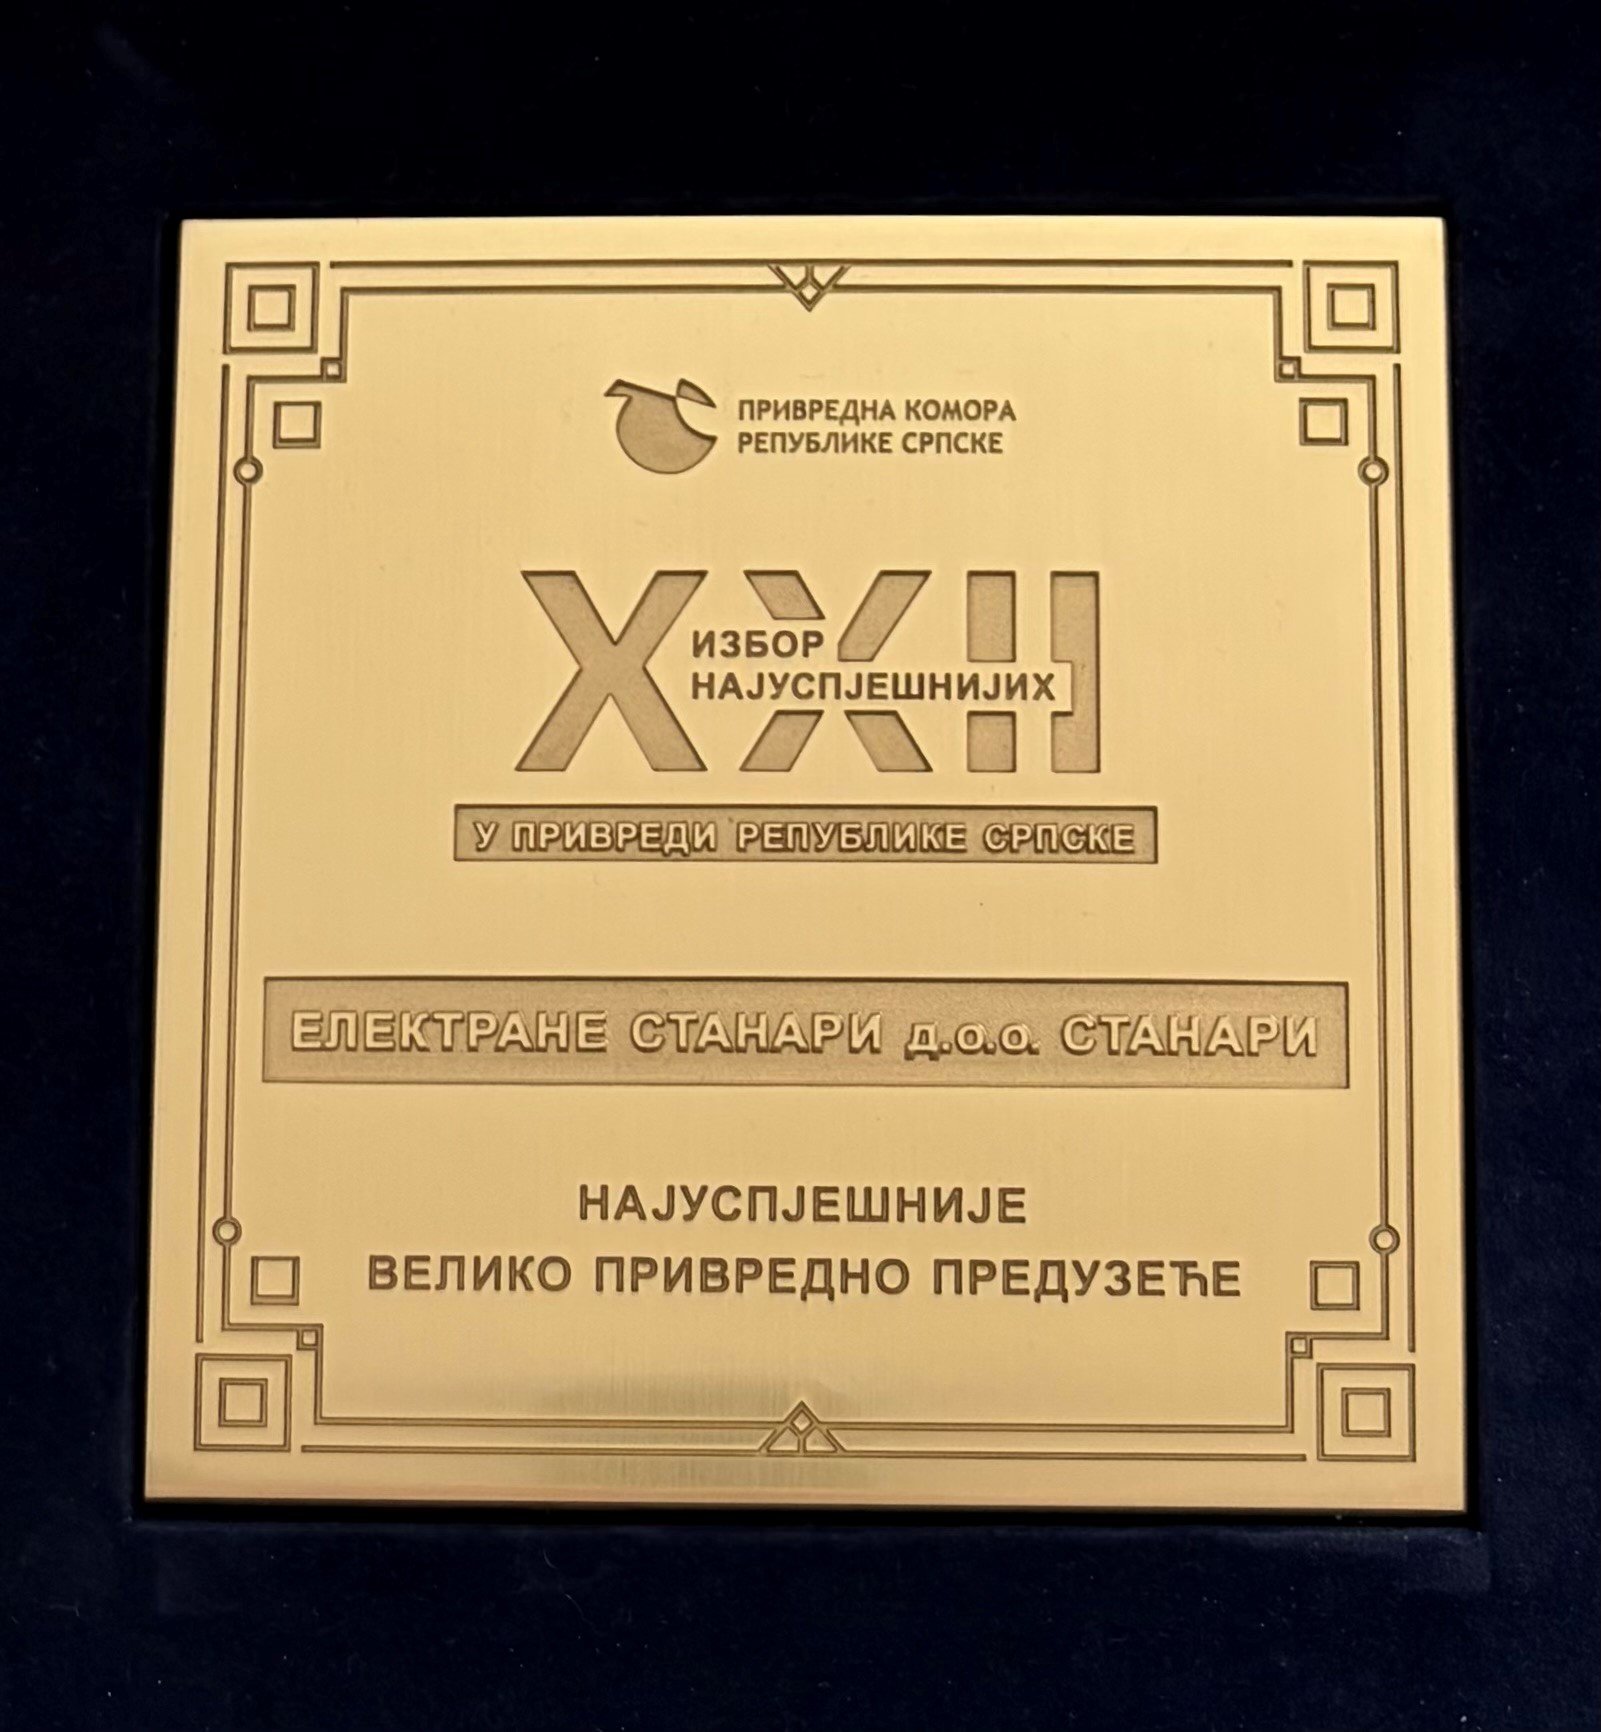 ПРИВРЕДНА КОМОРА
РЕПУБЛИКЕ СРПСКЕ
XXII
ИЗБОР
НАЈУСПЈЕШНИЈИХ
У ПРИВРЕДИ РЕПУБЛИКЕ СРПСКЕ
ЕЛЕКТРАНЕ СТАНАРИ д.о.о. СТАНАРИ
НАЈУСПЈЕШНИЈЕ
ВЕЛИКО ПРИВРЕДНО ПРЕДУЗЕЋЕ